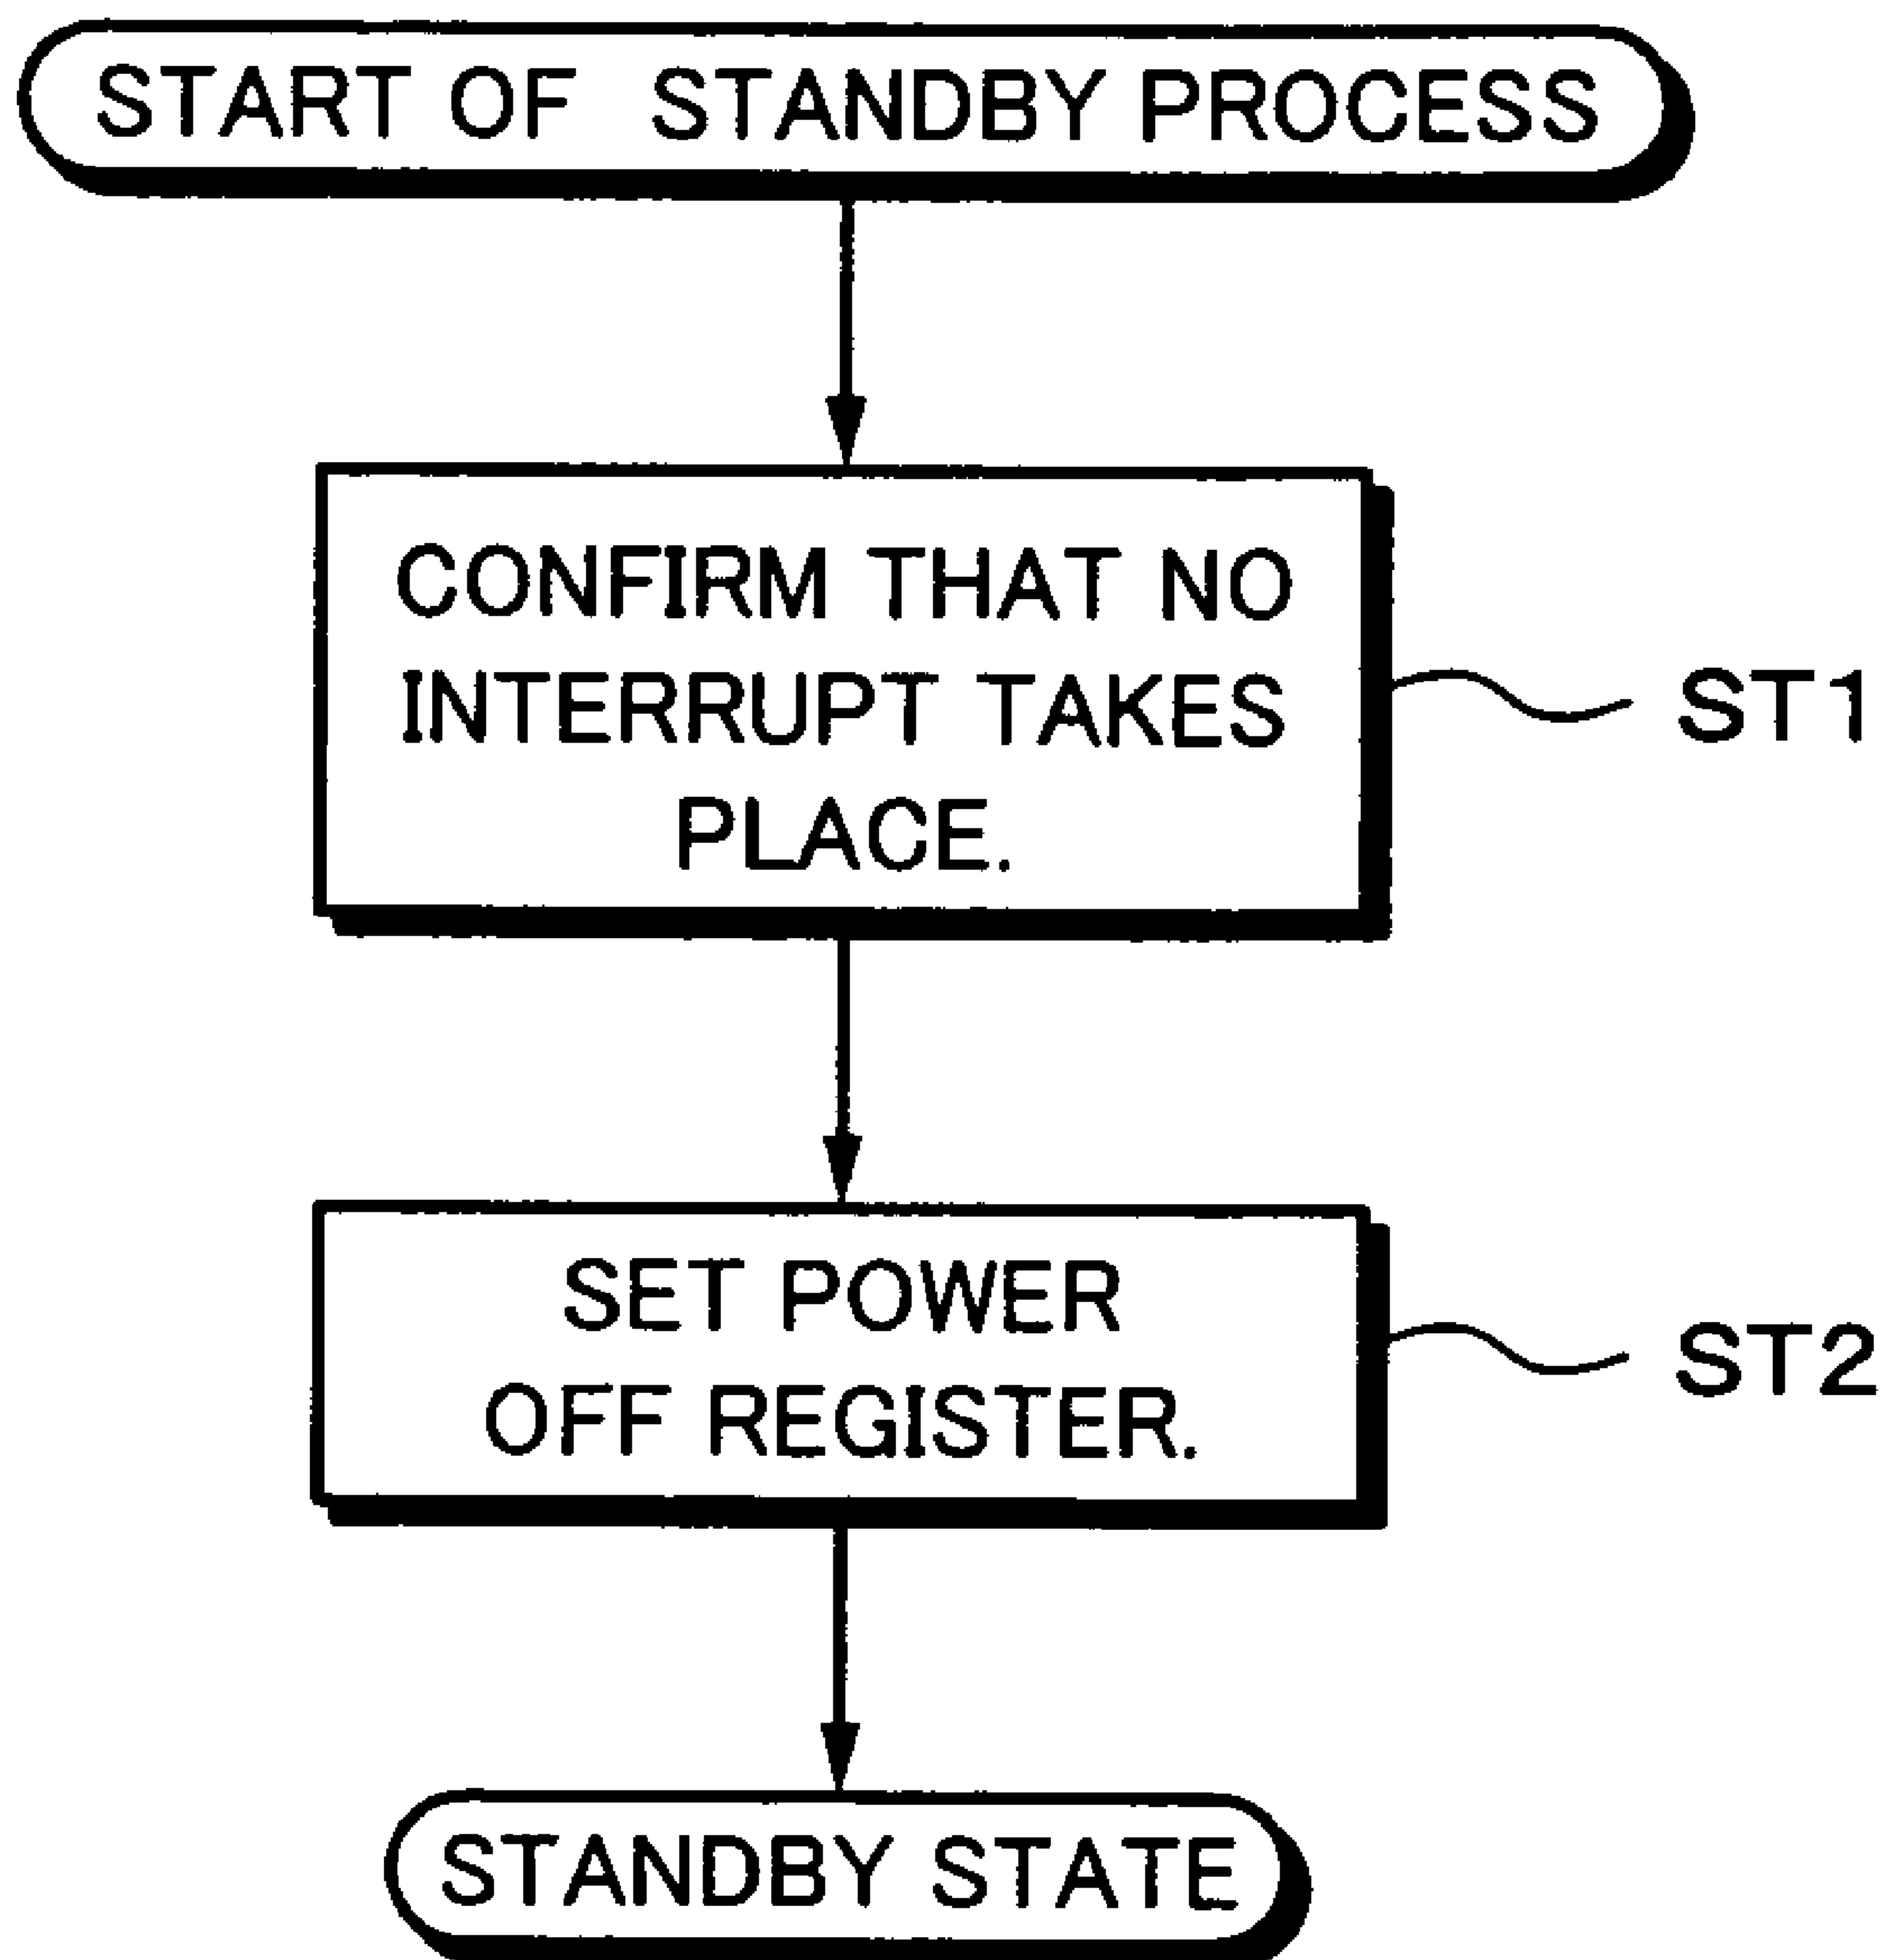 START OF STANDBY PROCESS
CONFIRM THAT NO
INTERRUPT TAKES
PLACE.
ST1
SET POWER
OFF REGISTER.
ST2
STANDBY STATE